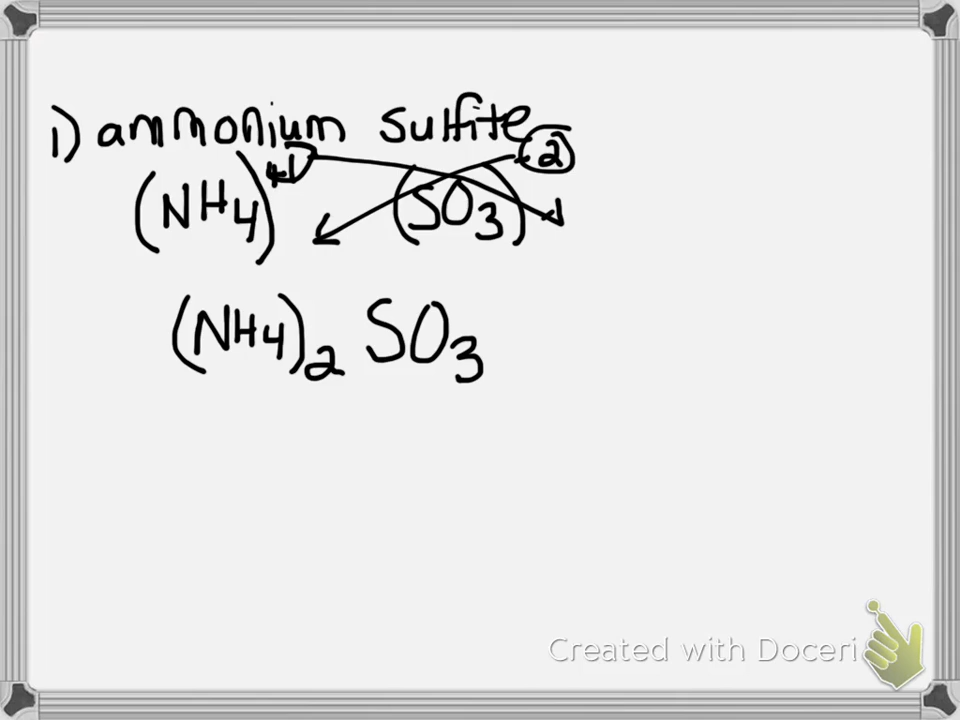 1) ammonium sulfite
(NH4)+1 (SO3)-2
(NH4)2 SO3
Created with Doceri